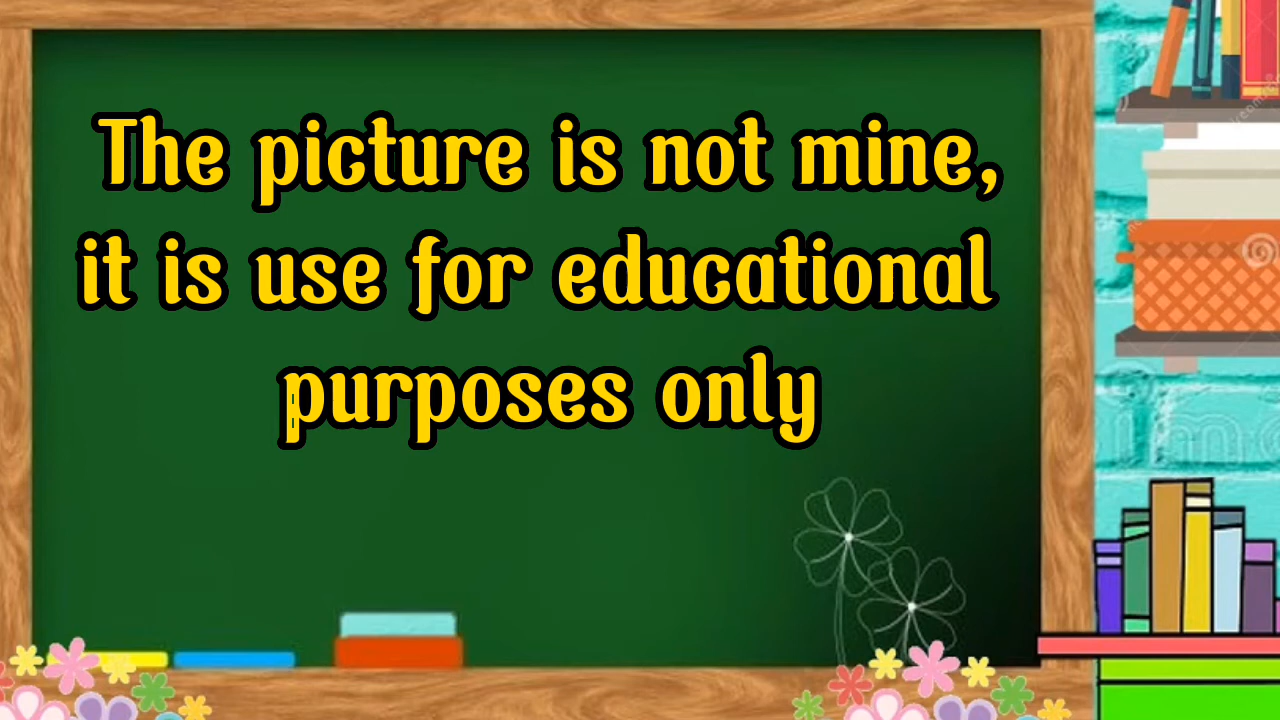 The picture is not mine,
it is use for educational
purposes only